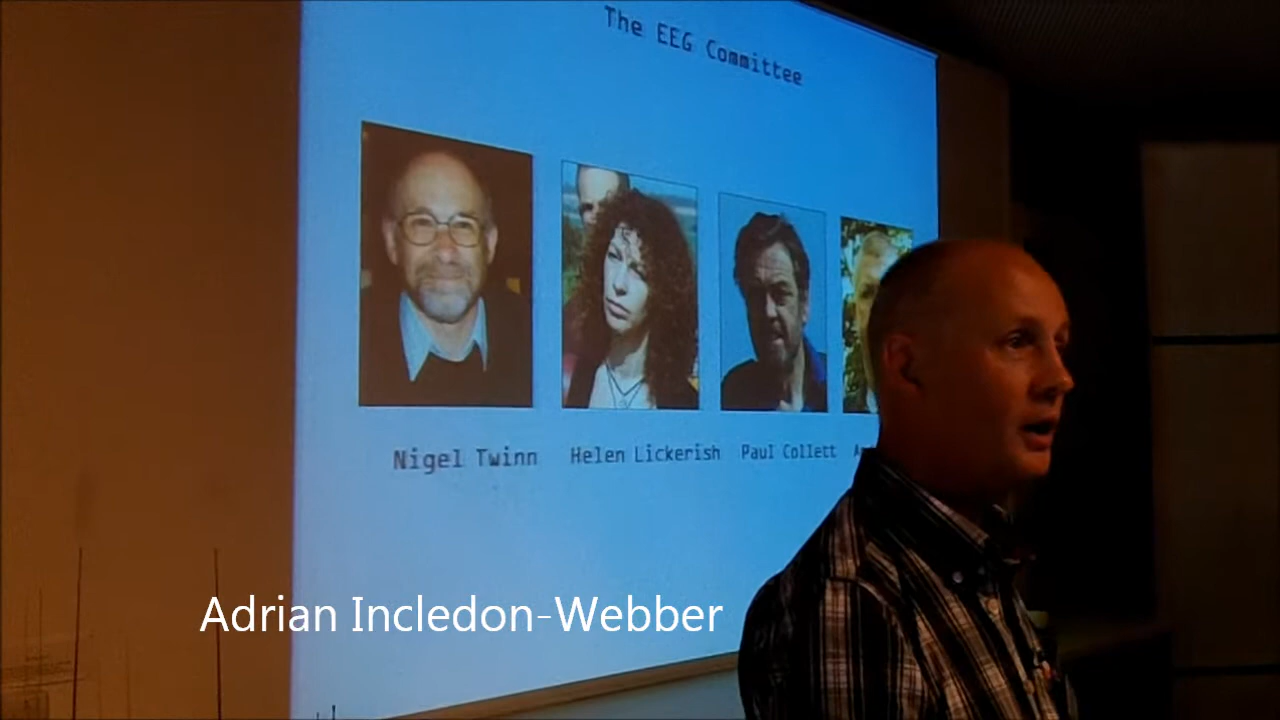 The EEG Committee
Nigel Twinn Helen Lickerish Paul Collett
Adrian Incledon-Webber